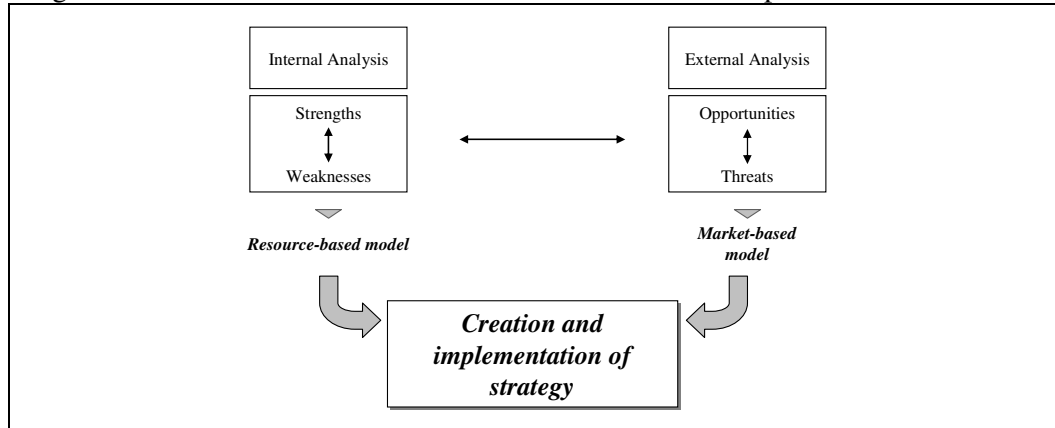 Internal Analysis
External Analysis
Strengths
Weaknesses
Opportunities
Threats
Resource-based model
Market-based
model
Creation and
implementation of
strategy